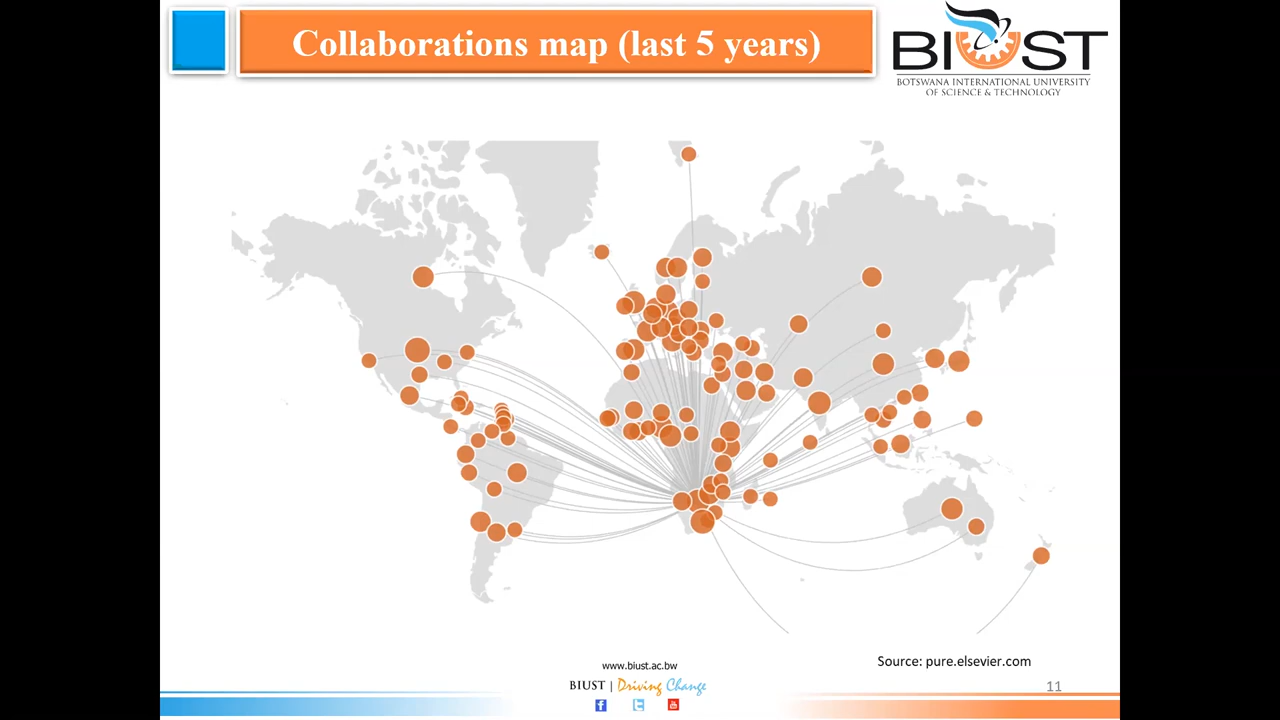 Collaborations map (last 5 years)
BIUST
BOTSWANA INTERNATIONAL UNIVERSITY
OF SCIENCE & TECHNOLOGY
Source: pure.elsevier.com
www.biust.ac.bw
BIUST | Driving Change
11